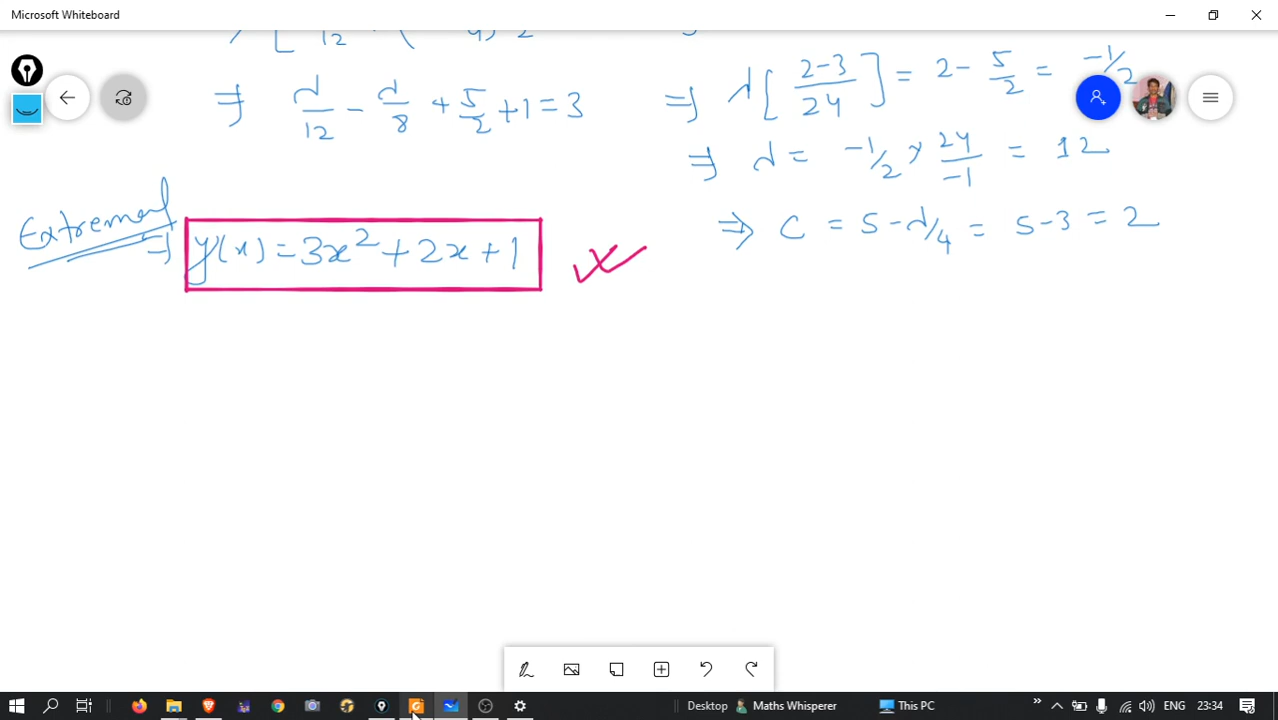 Microsoft Whiteboard
⇒ λ/12 - λ/8 + 5/2 + 1 = 3
⇒ λ[(2-3)/24] = 2 - 5/2 = -1/2
⇒ λ = -1/2 × 24/-1 = 12
⇒ C = 5 - λ/4 = 5 - 3 = 2
Extremal
⇒ y(x) = 3x² + 2x + 1
Desktop Maths Whisperer This PC ENG 23:34